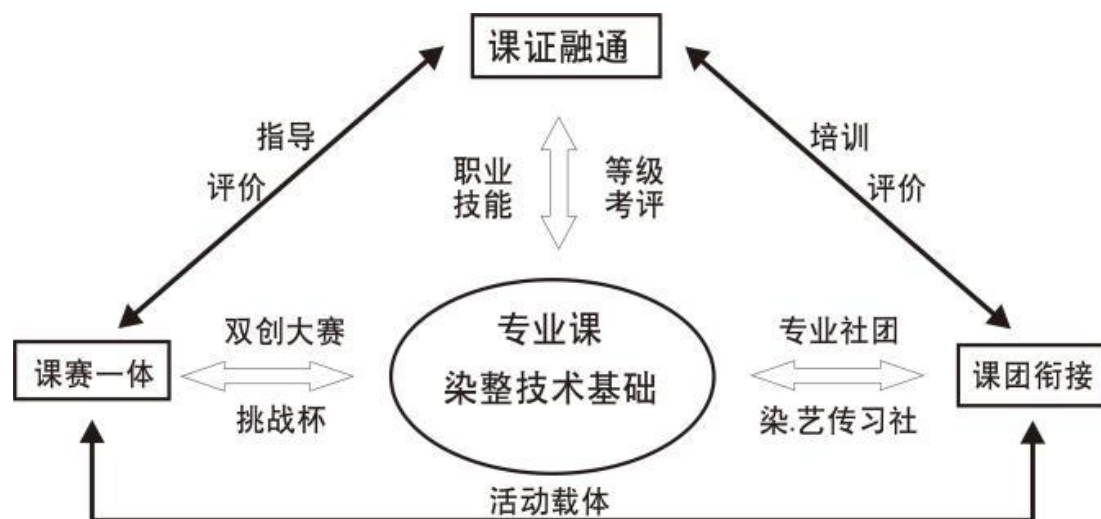 课证融通
指导
评价
培训
评价
职业
技能
等级
考评
专业课
染整技术基础
双创大赛
挑战杯
专业社团
染.艺传习社
课赛一体
课团衔接
活动载体